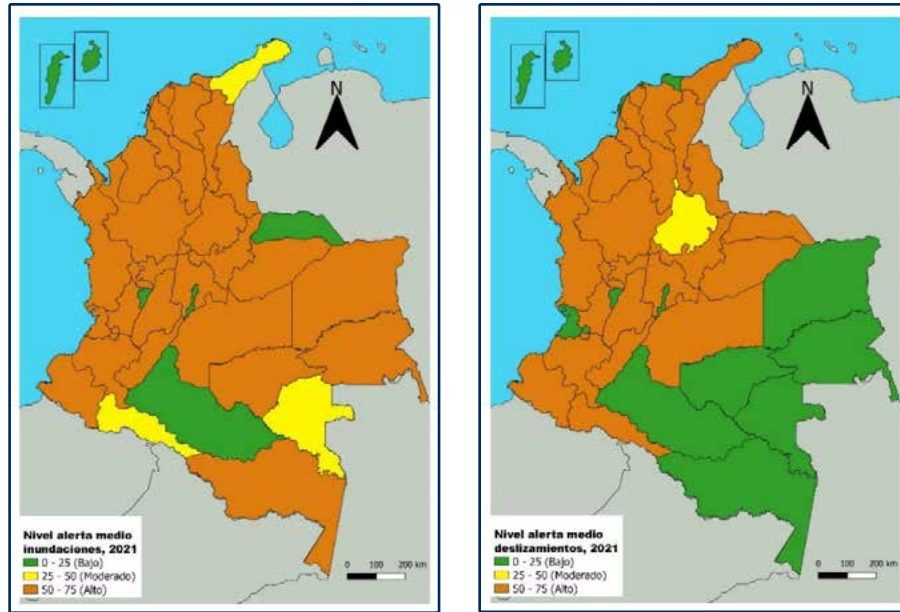 N
Nivel alerta medio
inundaciones, 2021
0 - 25 (Bajo)
25 - 50 (Moderado)
50 - 75 (Alto)
0 100 200 km
N
Nivel alerta medio
deslizamientos, 2021
0 - 25 (Bajo)
25 - 50 (Moderado)
50 - 75 (Alto)
0 100 200 km